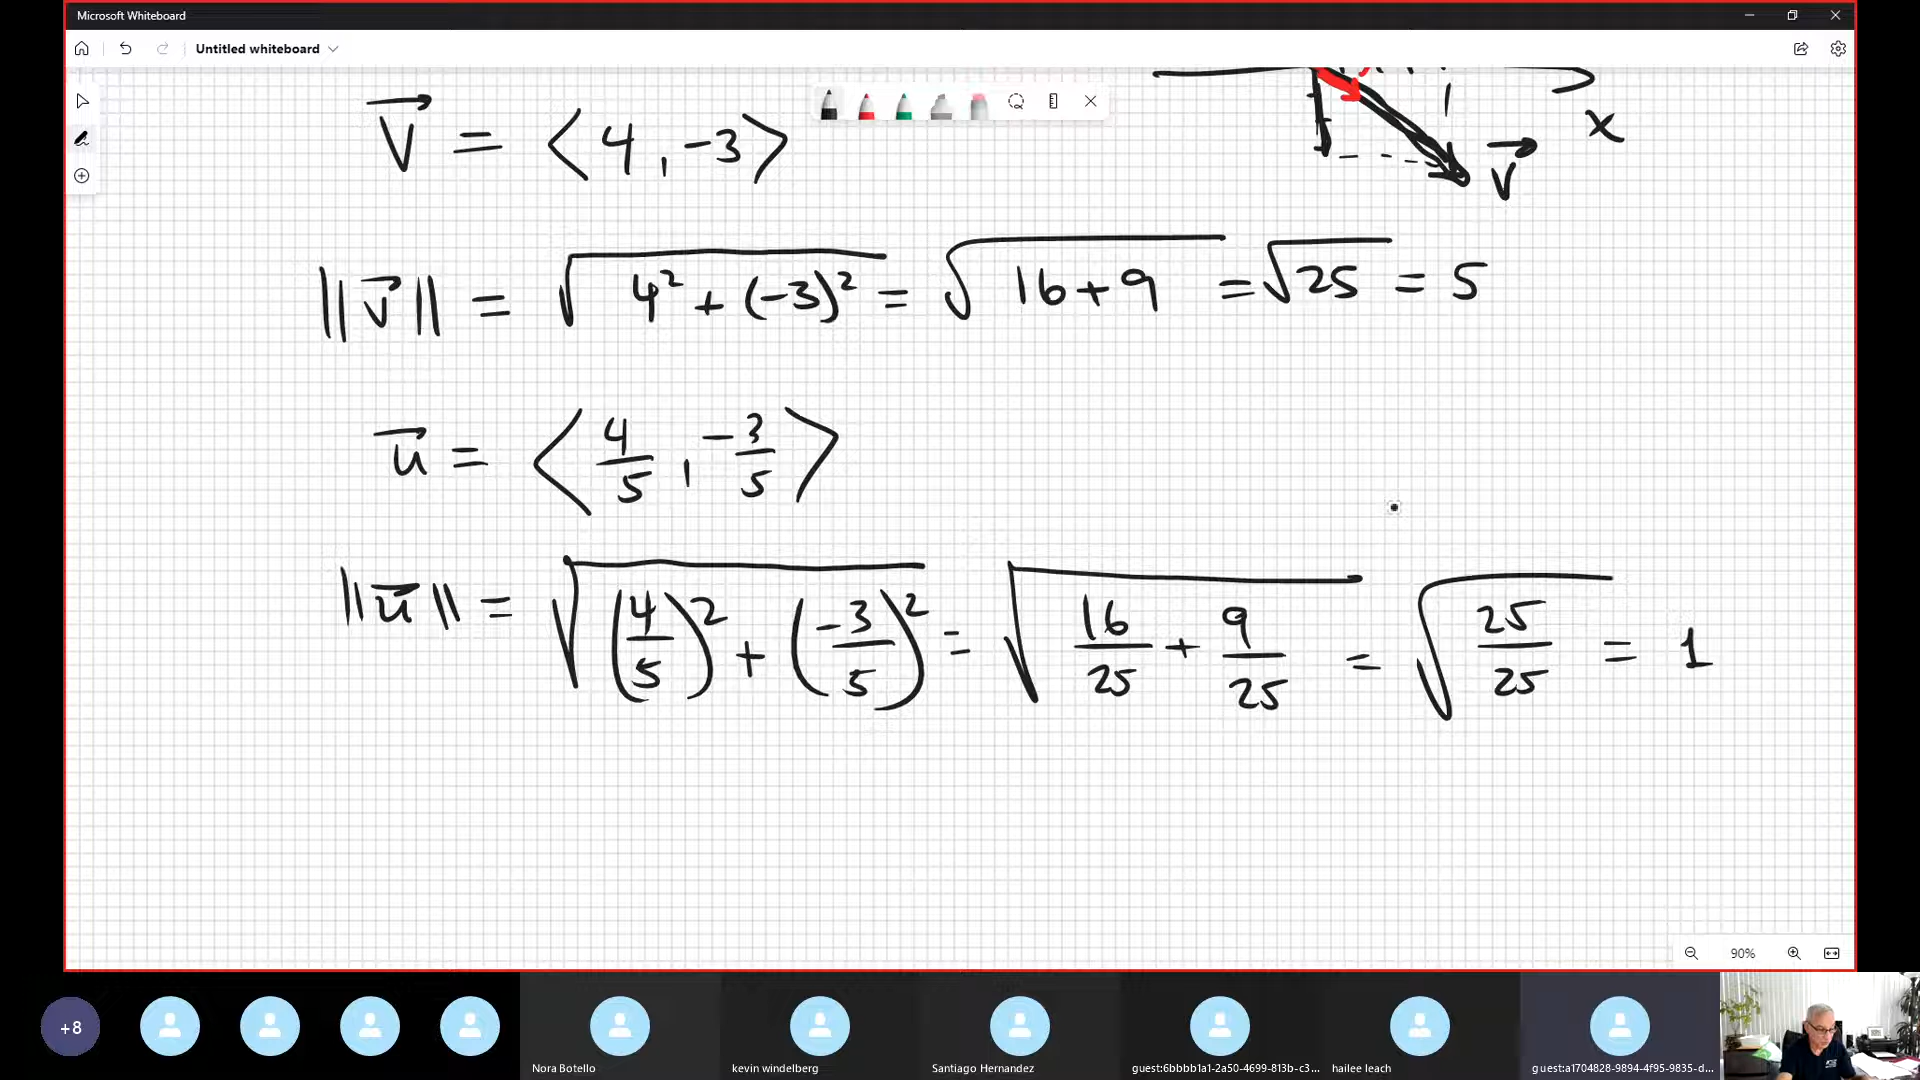 Microsoft Whiteboard
Untitled whiteboard
x
v⃗ = ⟨4, -3⟩
v⃗
||v⃗|| = √(4² + (-3)²) = √(16 + 9) = √25 = 5
u⃗ = ⟨4/5, -3/5⟩
||u⃗|| = √((4/5)² + (-3/5)²) = √(16/25 + 9/25) = √(25/25) = 1
90%
+8
Nora Botello
kevin windelberg
Santiago Hernandez
guest:6bbbb1a1-2a50-4699-813b-c3...
hailee leach
guest:a1704828-9894-4f95-9835-d...